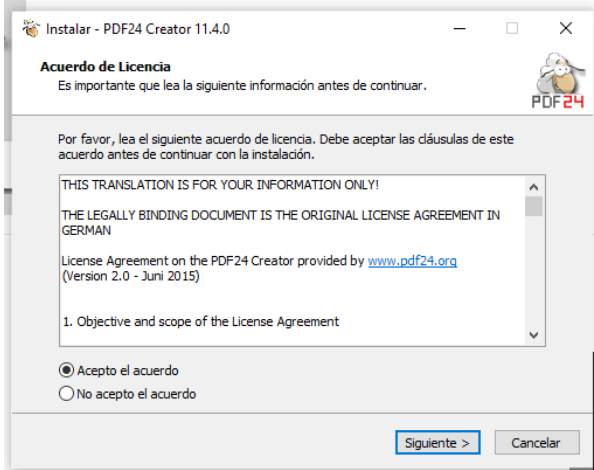 Instalar - PDF24 Creator 11.4.0
Acuerdo de Licencia
Es importante que lea la siguiente información antes de continuar.
PDF24
Por favor, lea el siguiente acuerdo de licencia. Debe aceptar las cláusulas de este
acuerdo antes de continuar con la instalación.
THIS TRANSLATION IS FOR YOUR INFORMATION ONLY!
THE LEGALLY BINDING DOCUMENT IS THE ORIGINAL LICENSE AGREEMENT IN
GERMAN
License Agreement on the PDF24 Creator provided by www.pdf24.org
(Version 2.0 - Juni 2015)
1. Objective and scope of the License Agreement
Acepto el acuerdo
No acepto el acuerdo
Siguiente >
Cancelar